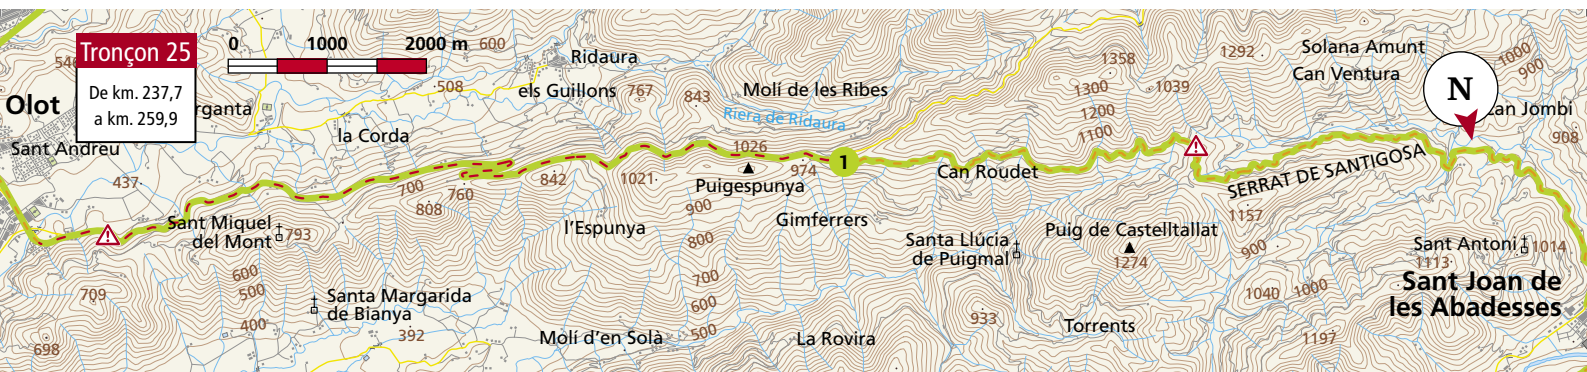 Tronçon 25
De km. 237,7
a km. 259,9
0 1000 2000 m
600
508
Ridaura
els Guillons
767
843
Molí de les Ribes
Riera de Ridaura
1358
1292
1300
1200
1100
1039
Solana Amunt
Can Ventura
1000
900
N
908
Olot
Sant Andreu
la Corda
437
700
808
760
842
1021
1026
Puigespunya
974
1
Can Roudet
SERRAT DE SANTIGOSA
1157
Sant Miquel
del Mont
793
l'Espunya
900
800
700
600
500
Gimferrers
Santa Llúcia
de Puigmal
Puig de Castelltallat
1274
900
Sant Antoni
1014
1113
Sant Joan de
les Abadesses
709
698
600
500
400
Santa Margarida
de Bianya
392
Molí d'en Solà
La Rovira
933
Torrents
1040
1000
1197